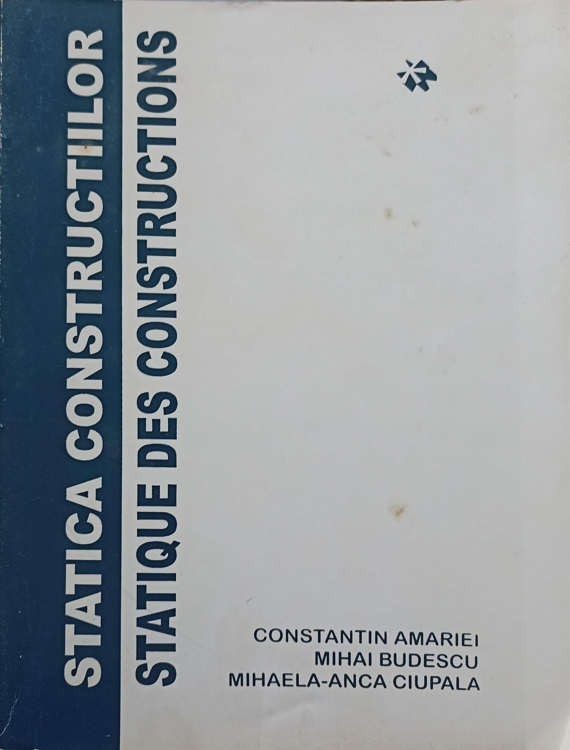 STATICA CONSTRUCTIILOR
STATIQUE DES CONSTRUCTIONS
CONSTANTIN AMARIEI
MIHAI BUDESCU
MIHAELA-ANCA CIUPALA